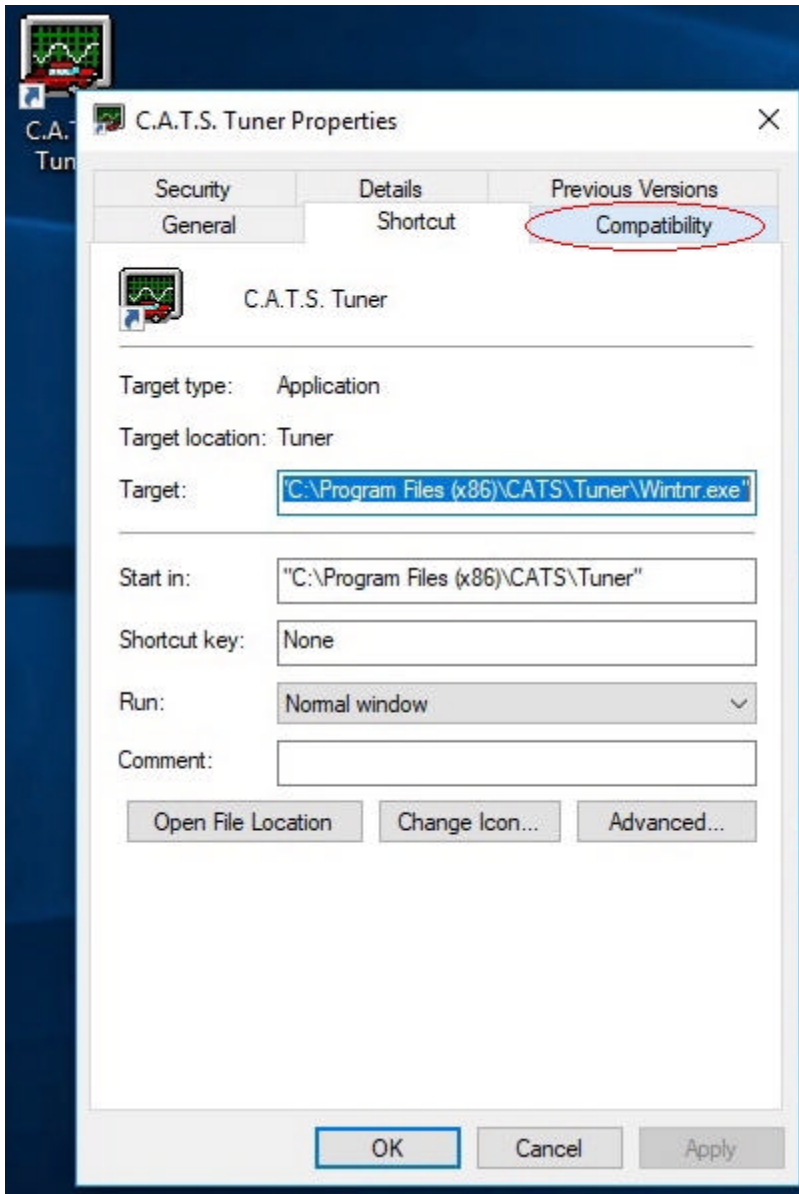 C.A.
Tun
C.A.T.S. Tuner Properties
Security Details Previous Versions
General Shortcut Compatibility
C.A.T.S. Tuner
Target type: Application
Target location: Tuner
Target: "C:\Program Files (x86)\CATS\Tuner\Wintnr.exe"
Start in: "C:\Program Files (x86)\CATS\Tuner"
Shortcut key: None
Run: Normal window
Comment:
Open File Location Change Icon... Advanced...
OK Cancel Apply